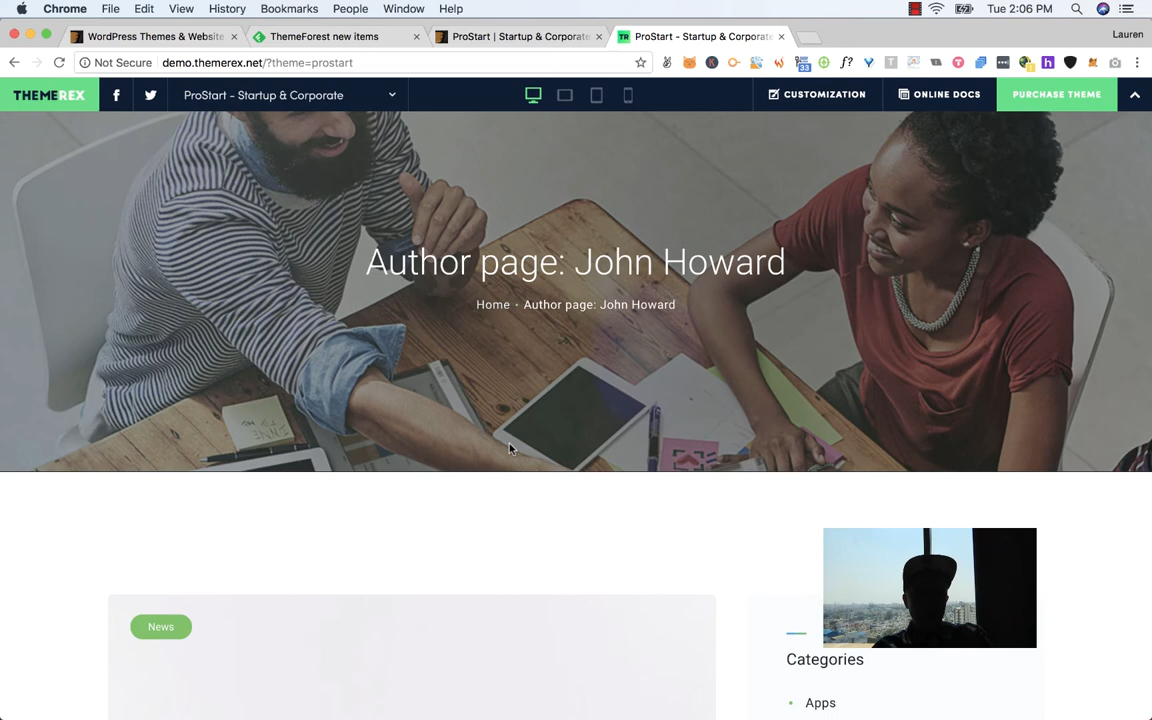 Chrome File Edit View History Bookmarks People Window Help Tue 2:06 PM
WordPress Themes & Website ThemeForest new items ProStart | Startup & Corporate ProStart - Startup & Corporate Lauren
Not Secure demo.themerex.net/?theme=prostart 33
THEMEREX ProStart - Startup & Corporate CUSTOMIZATION ONLINE DOCS PURCHASE THEME
Author page: John Howard
Home • Author page: John Howard
News
Categories
• Apps